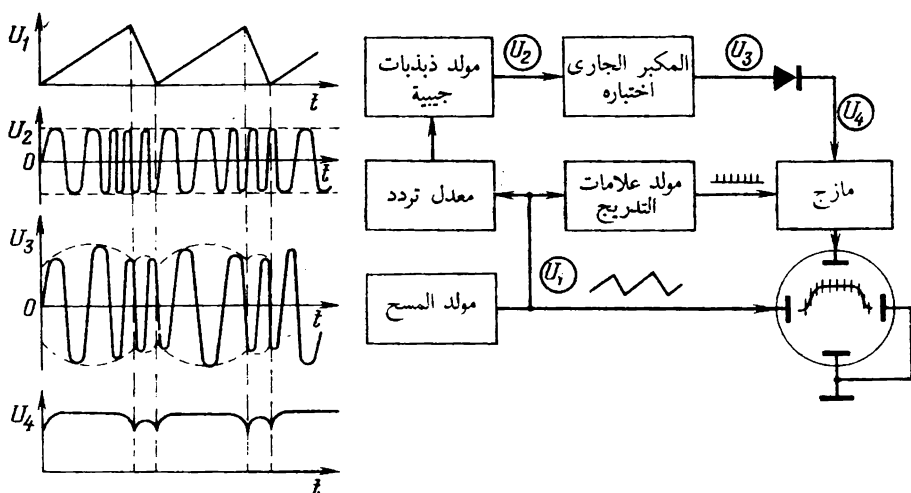 U₁
t
U₂
0
t
U₃
0
t
U₄
t
مولد ذبذبات
جيبية
U₂
المكبر الجارى
اختباره
U₃
U₄
معدل تردد
مولد علامات
التدريج
مازج
مولد المسح
U₁